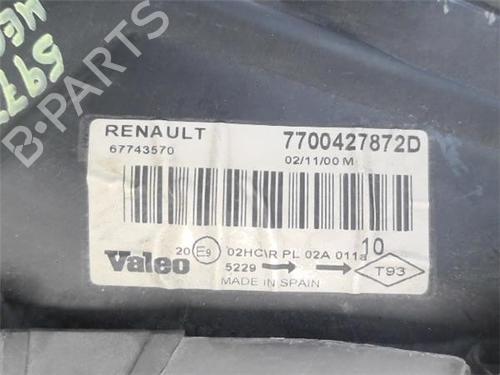 B-PARTS
RENAULT 7700427872D
67743570 02/11/00 M
10
Valeo 20 E9 02HC\R PL 02A 011a
5229 T93
MADE IN SPAIN